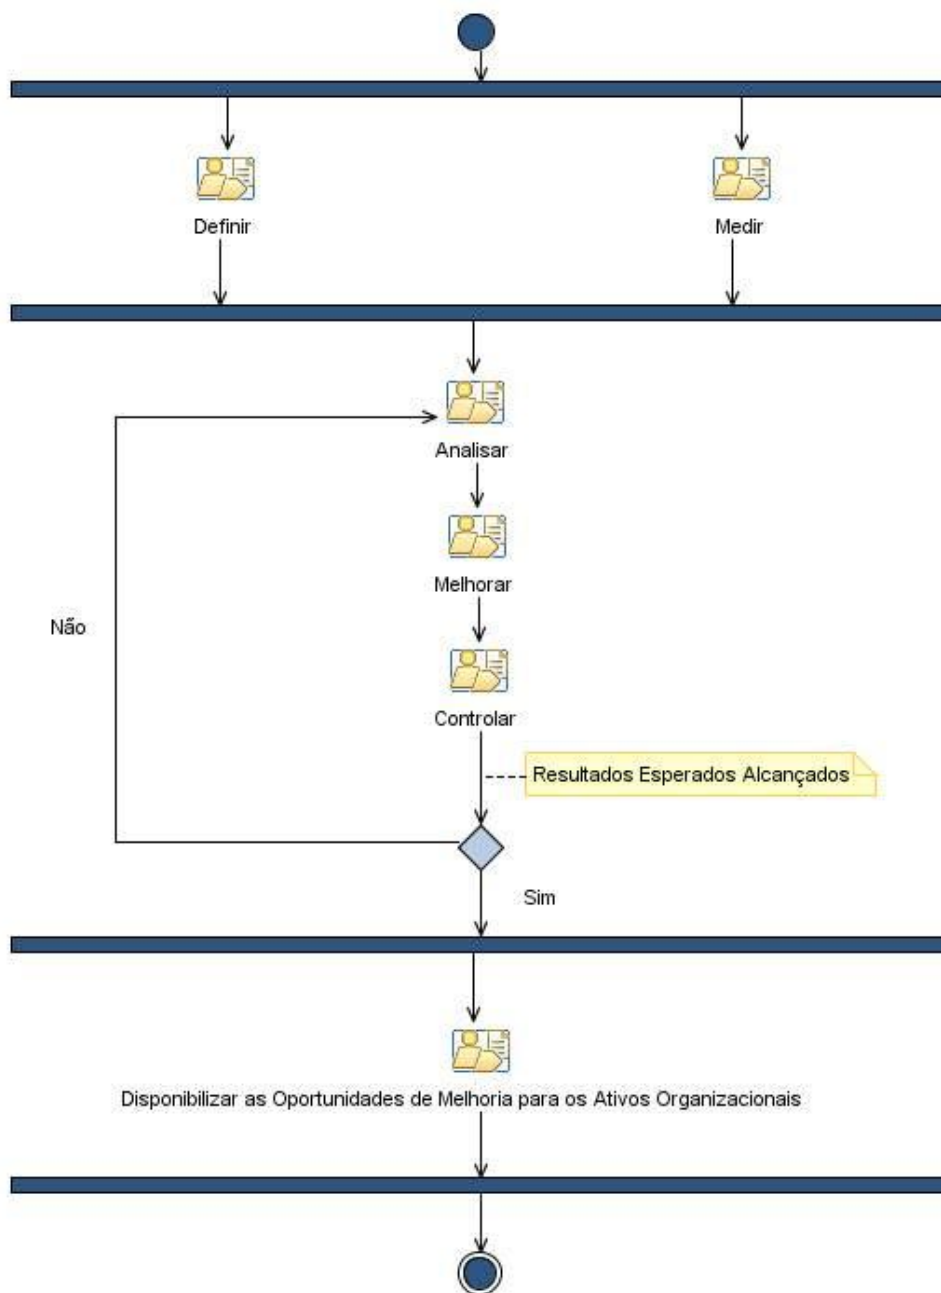 Definir
Medir
Analisar
Melhorar
Não
Controlar
Resultados Esperados Alcançados
Sim
Disponibilizar as Oportunidades de Melhoria para os Ativos Organizacionais